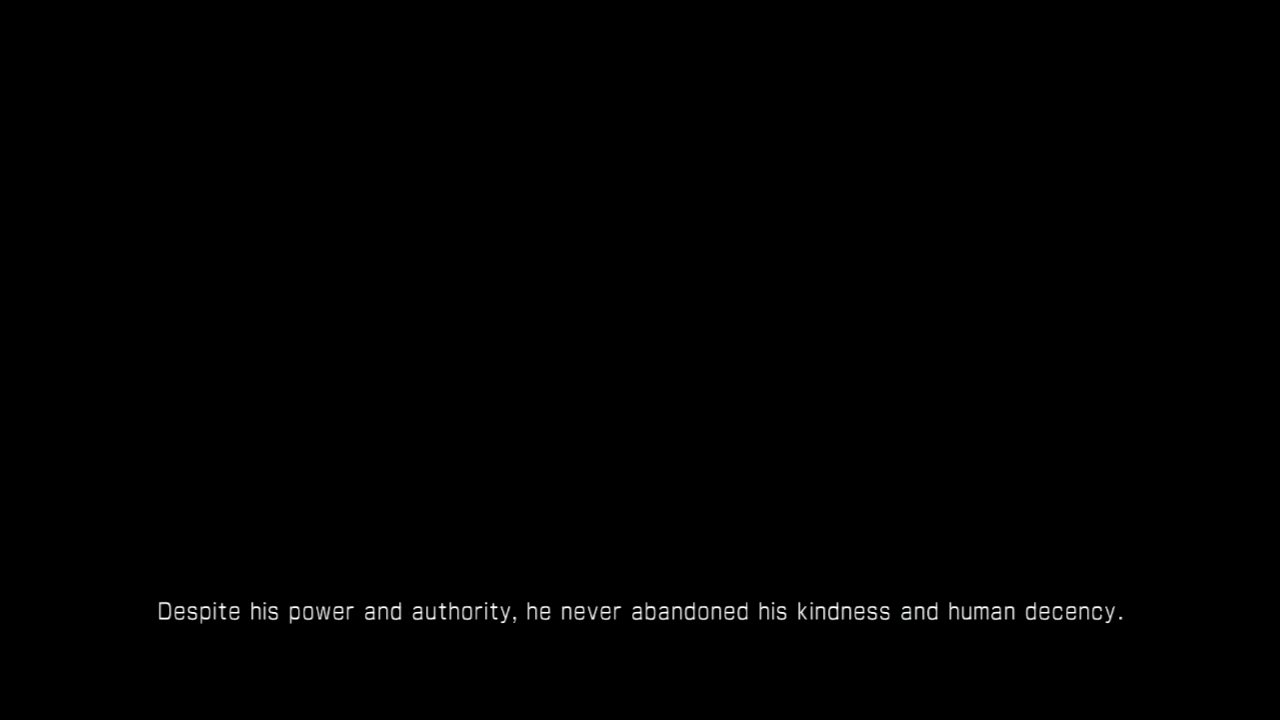 Despite his power and authority, he never abandoned his kindness and human decency.